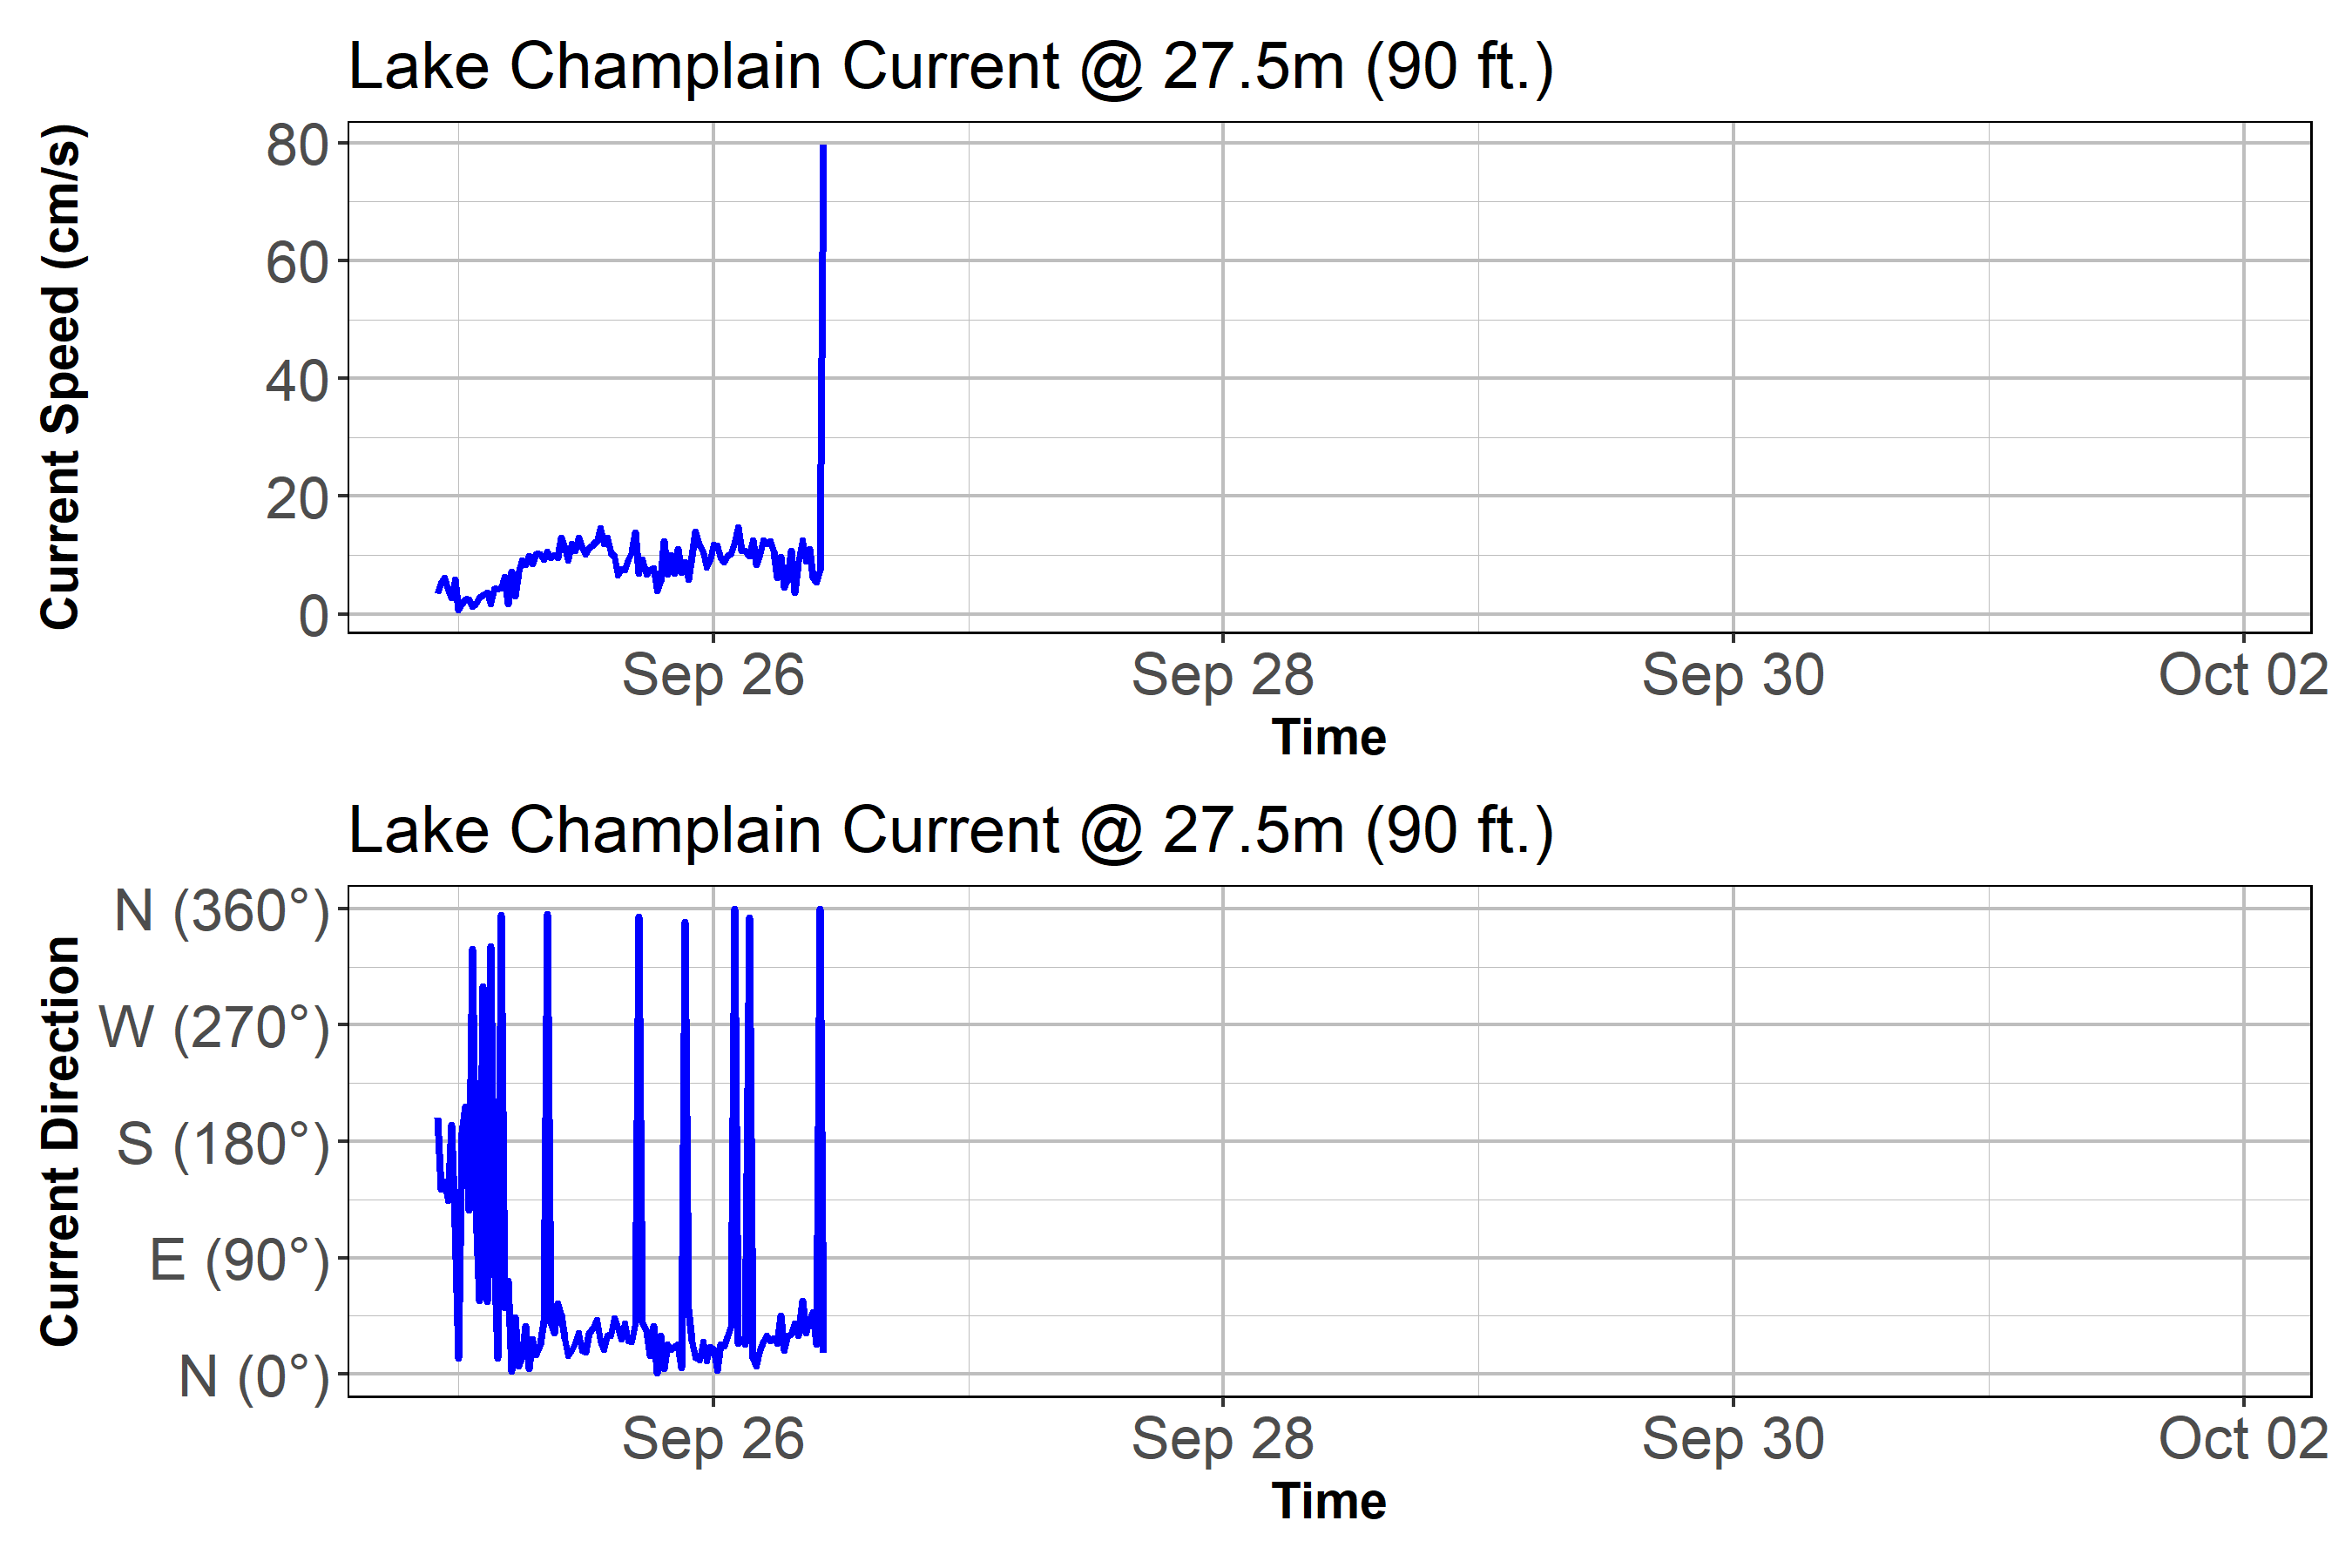 Lake Champlain Current @ 27.5m (90 ft.)
Current Speed (cm/s)
80
60
40
20
0
Sep 26
Sep 28
Sep 30
Oct 02
Time
Lake Champlain Current @ 27.5m (90 ft.)
Current Direction
N (360°)
W (270°)
S (180°)
E (90°)
N (0°)
Sep 26
Sep 28
Sep 30
Oct 02
Time